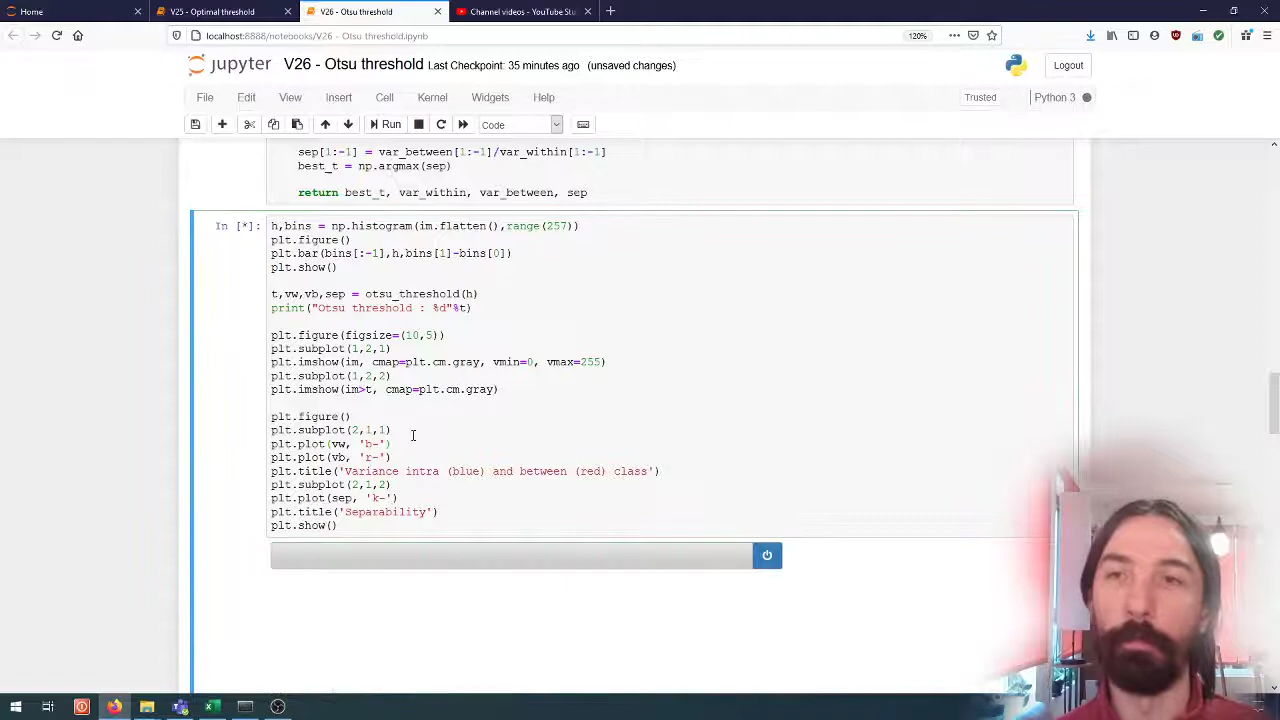 Home
V25 - Optimal threshold
V26 - Otsu threshold
Channel videos - YouTube Stu
localhost:8888/notebooks/V26 - Otsu threshold.ipynb
120%
jupyter
V26 - Otsu threshold Last Checkpoint: 35 minutes ago (unsaved changes)
Logout
File
Edit
View
Insert
Cell
Kernel
Widgets
Help
Trusted
Python 3
Run
Code
sep[1:-1] = var_between[1:-1]/var_within[1:-1]
best_t = np.argmax(sep)
return best_t, var_within, var_between, sep
In [*]:
h,bins = np.histogram(im.flatten(),range(257))
plt.figure()
plt.bar(bins[:-1],h,bins[1]-bins[0])
plt.show()
t,vw,vb,sep = otsu_threshold(h)
print("Otsu threshold : %d"%t)
plt.figure(figsize=(10,5))
plt.subplot(1,2,1)
plt.imshow(im, cmap=plt.cm.gray, vmin=0, vmax=255)
plt.subplot(1,2,2)
plt.imshow(im>t, cmap=plt.cm.gray)
plt.figure()
plt.subplot(2,1,1)
plt.plot(vw, 'b-')
plt.plot(vb, 'r-')
plt.title('Variance intra (blue) and between (red) class')
plt.subplot(2,1,2)
plt.plot(sep, 'k-')
plt.title('Separability')
plt.show()